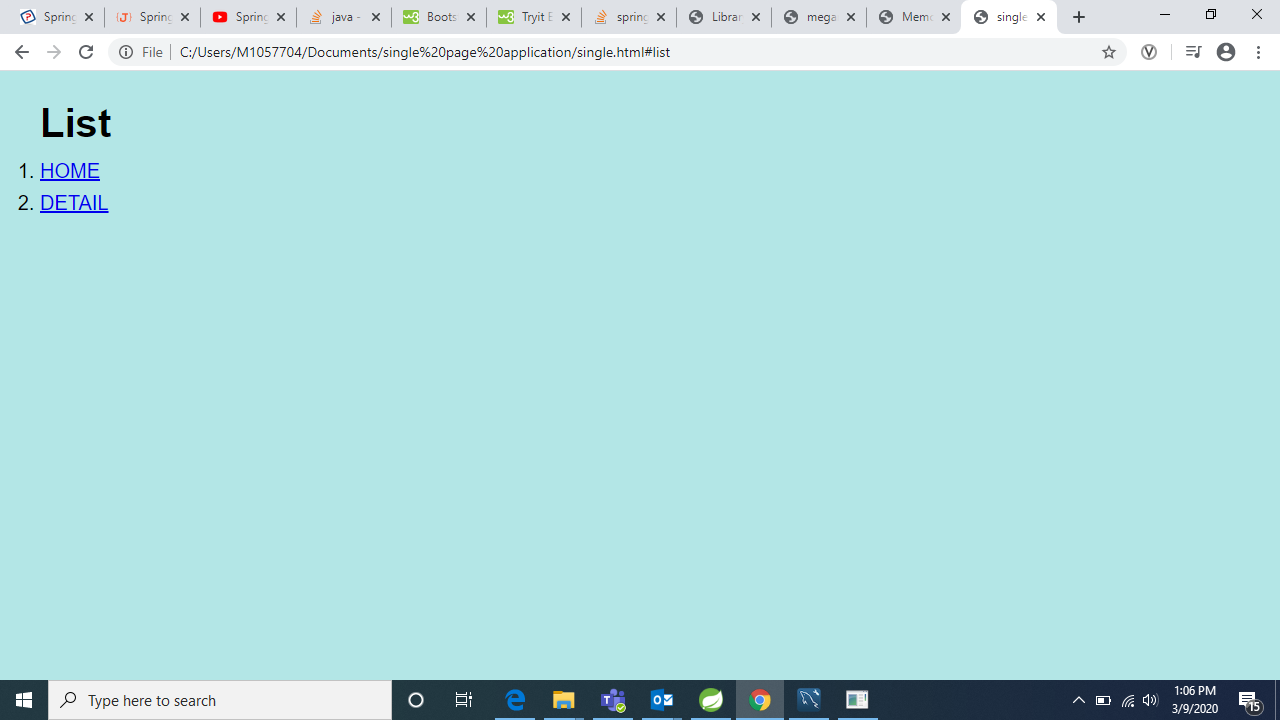 Spring
Spring
Spring
java -
Boots
Tryit E
spring
Librar
mega
Memo
single
File
C:/Users/M1057704/Documents/single%20page%20application/single.html#list
List
1. HOME
2. DETAIL
Type here to search
1:06 PM
3/9/2020
15